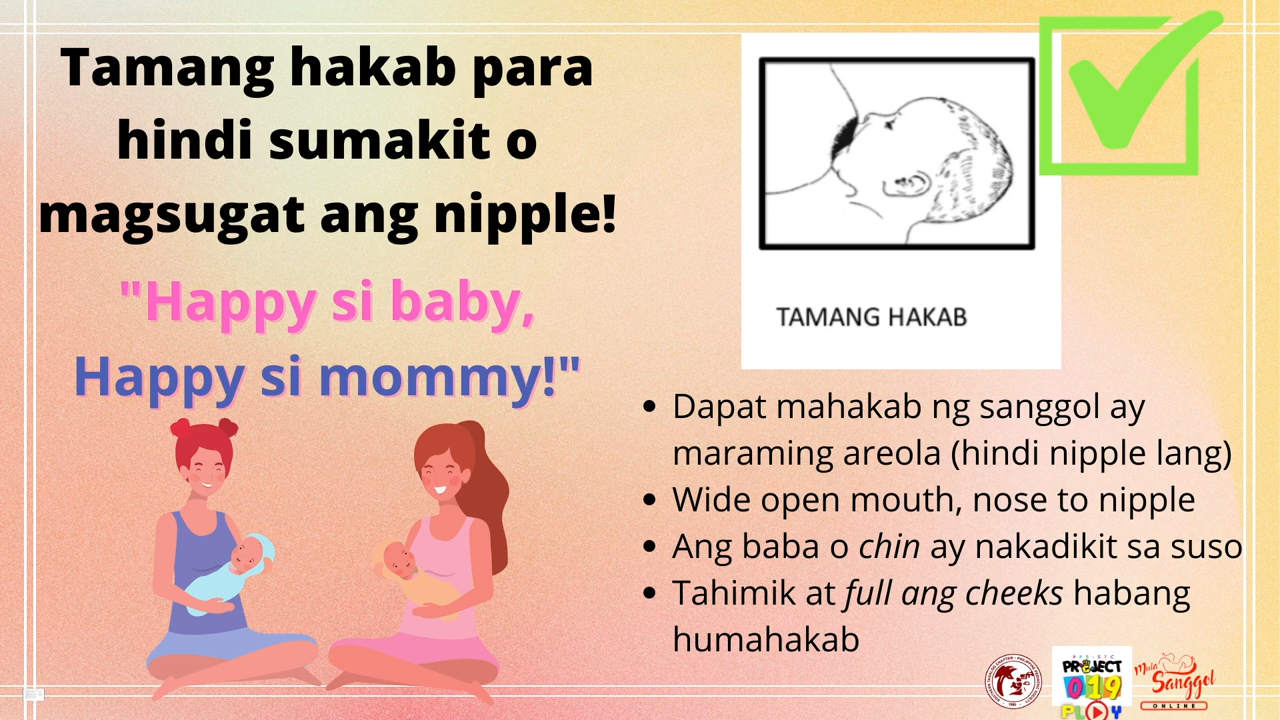 Tamang hakab para
hindi sumakit o
magsugat ang nipple!
"Happy si baby,
Happy si mommy!"
TAMANG HAKAB
• Dapat mahakab ng sanggol ay
maraming areola (hindi nipple lang)
• Wide open mouth, nose to nipple
• Ang baba o chin ay nakadikit sa suso
• Tahimik at full ang cheeks habang
humahakab
PROJECT
019
PLAY
Mula
Sanggol
ONLINE